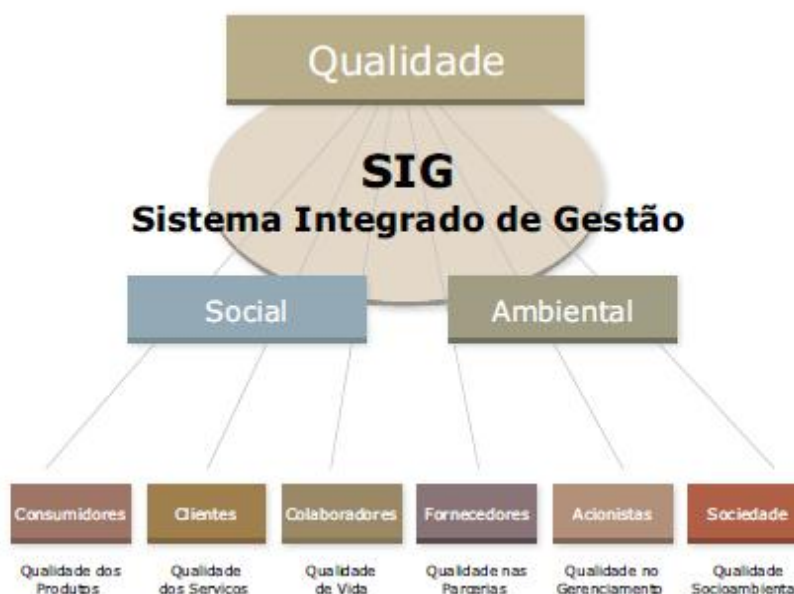 Qualidade
SIG
Sistema Integrado de Gestão
Social
Ambiental
Consumidores
Clientes
Colaboradores
Fornecedores
Acionistas
Sociedade
Qualidade dos
Produtos
Qualidade
dos Serviços
Qualidade
de Vida
Qualidade nas
Parcerias
Qualidade no
Gerenciamento
Qualidade
Socioambienta